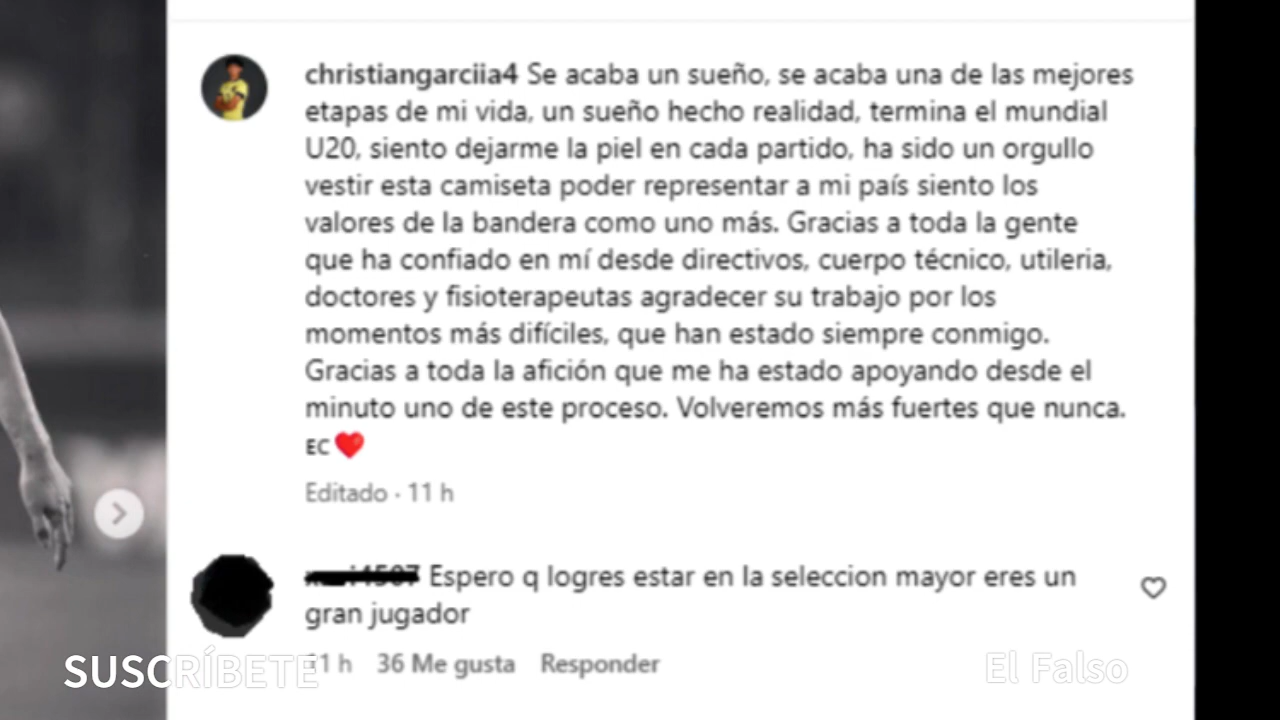 christiangarciia4 Se acaba un sueño, se acaba una de las mejores
etapas de mi vida, un sueño hecho realidad, termina el mundial
U20, siento dejarme la piel en cada partido, ha sido un orgullo
vestir esta camiseta poder representar a mi país siento los
valores de la bandera como uno más. Gracias a toda la gente
que ha confiado en mí desde directivos, cuerpo técnico, utileria,
doctores y fisioterapeutas agradecer su trabajo por los
momentos más difíciles, que han estado siempre conmigo.
Gracias a toda la afición que me ha estado apoyando desde el
minuto uno de este proceso. Volveremos más fuertes que nunca.
EC❤️
Editado · 11 h
Espero q logres estar en la seleccion mayor eres un
gran jugador
11 h 36 Me gusta Responder
SUSCRÍBETE
El Falso